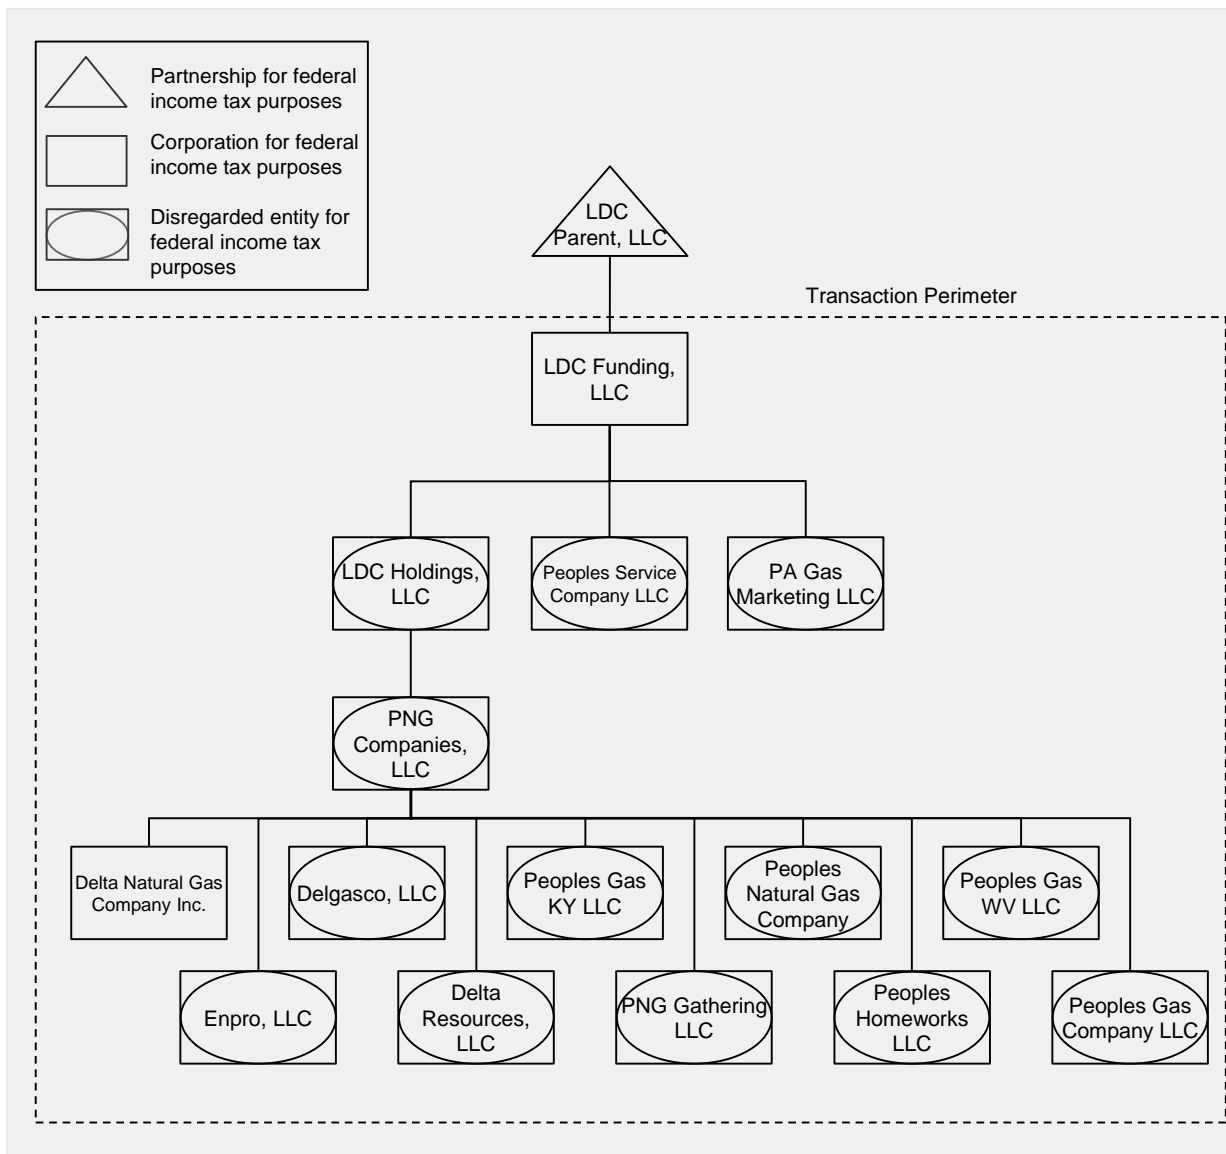 Partnership for federal
income tax purposes
Corporation for federal
income tax purposes
Disregarded entity for
federal income tax
purposes
LDC
Parent, LLC
Transaction Perimeter
LDC Funding,
LLC
LDC Holdings,
LLC
Peoples Service
Company LLC
PA Gas
Marketing LLC
PNG
Companies,
LLC
Delta Natural Gas
Company Inc.
Delgasco, LLC
Peoples Gas
KY LLC
Peoples
Natural Gas
Company
Peoples Gas
WV LLC
Enpro, LLC
Delta
Resources,
LLC
PNG Gathering
LLC
Peoples
Homeworks
LLC
Peoples Gas
Company LLC